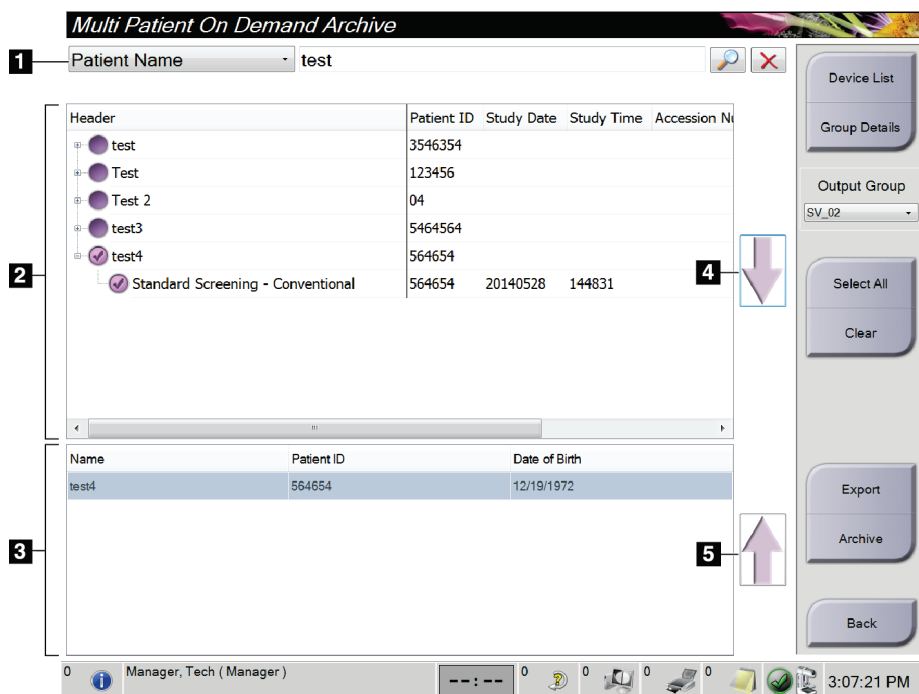 Multi Patient On Demand Archive
1
Patient Name test
Device List
Group Details
Output Group
SV_02
Select All
Clear
Export
Archive
Back
2
Header Patient ID Study Date Study Time Accession Nu
test 3546354
Test 123456
Test 2 04
test3 5464564
test4 564654
Standard Screening - Conventional 564654 20140528 144831
4
3
Name Patient ID Date of Birth
test4 564654 12/19/1972
5
0 Manager, Tech ( Manager ) --:-- 0 0 0 0 3:07:21 PM